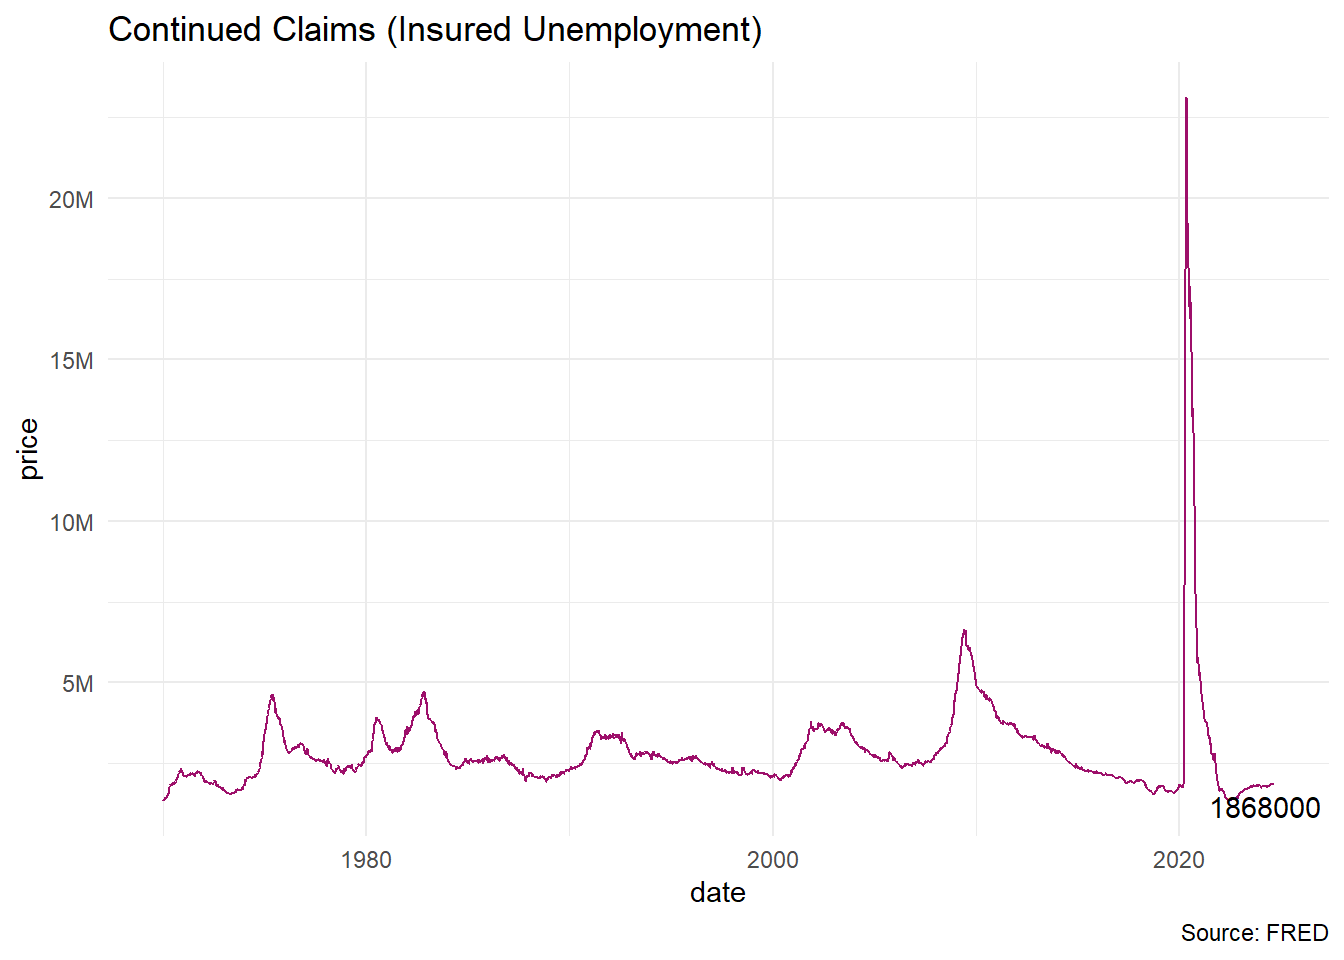 Continued Claims (Insured Unemployment)
20M
15M
10M
5M
price
1868000
1980
2000
2020
date
Source: FRED